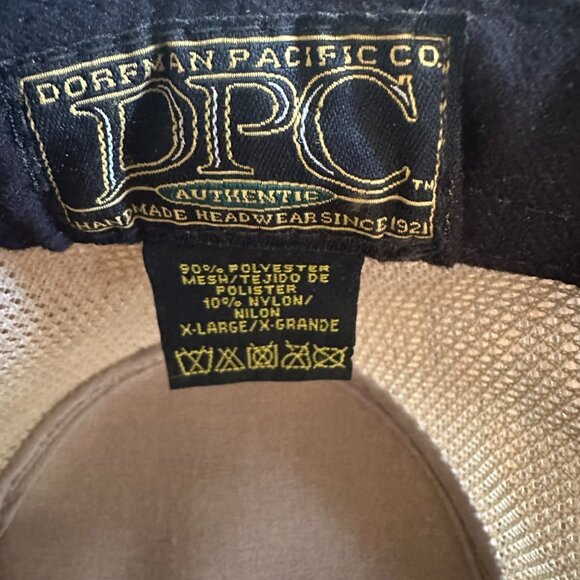 DORFMAN PACIFIC CO.
DPC TM
AUTHENTIC
HANDMADE HEADWEAR SINCE 1921
90% POLYESTER
MESH/TEJIDO DE
POLISTER
10% NYLON/
NILON
X-LARGE/X-GRANDE